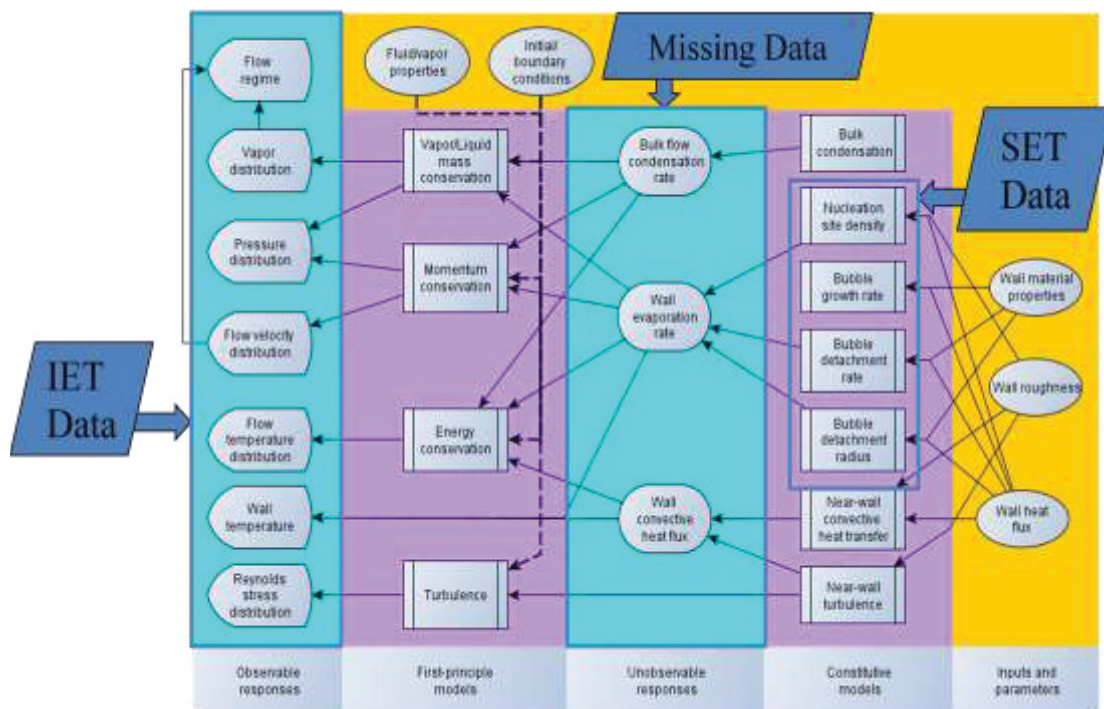 Missing Data
SET
Data
IET
Data
Fluid/vapor
properties
Initial/
boundary
conditions
Flow
regime
Vapor
distribution
Pressure
distribution
Flow velocity
distribution
Flow
temperature
distribution
Wall
temperature
Reynolds
stress
distribution
Vapor/Liquid
mass
conservation
Momentum
conservation
Energy
conservation
Turbulence
Bulk flow
condensation
rate
Wall
evaporation
rate
Wall
convective
heat flux
Bulk
condensation
Nucleation
site density
Bubble
growth rate
Bubble
detachment
rate
Bubble
detachment
radius
Near-wall
convective
heat transfer
Near-wall
turbulence
Wall material
properties
Wall roughness
Wall heat
flux
Observable
responses
First-principle
models
Unobservable
responses
Constitutive
models
Inputs and
parameters